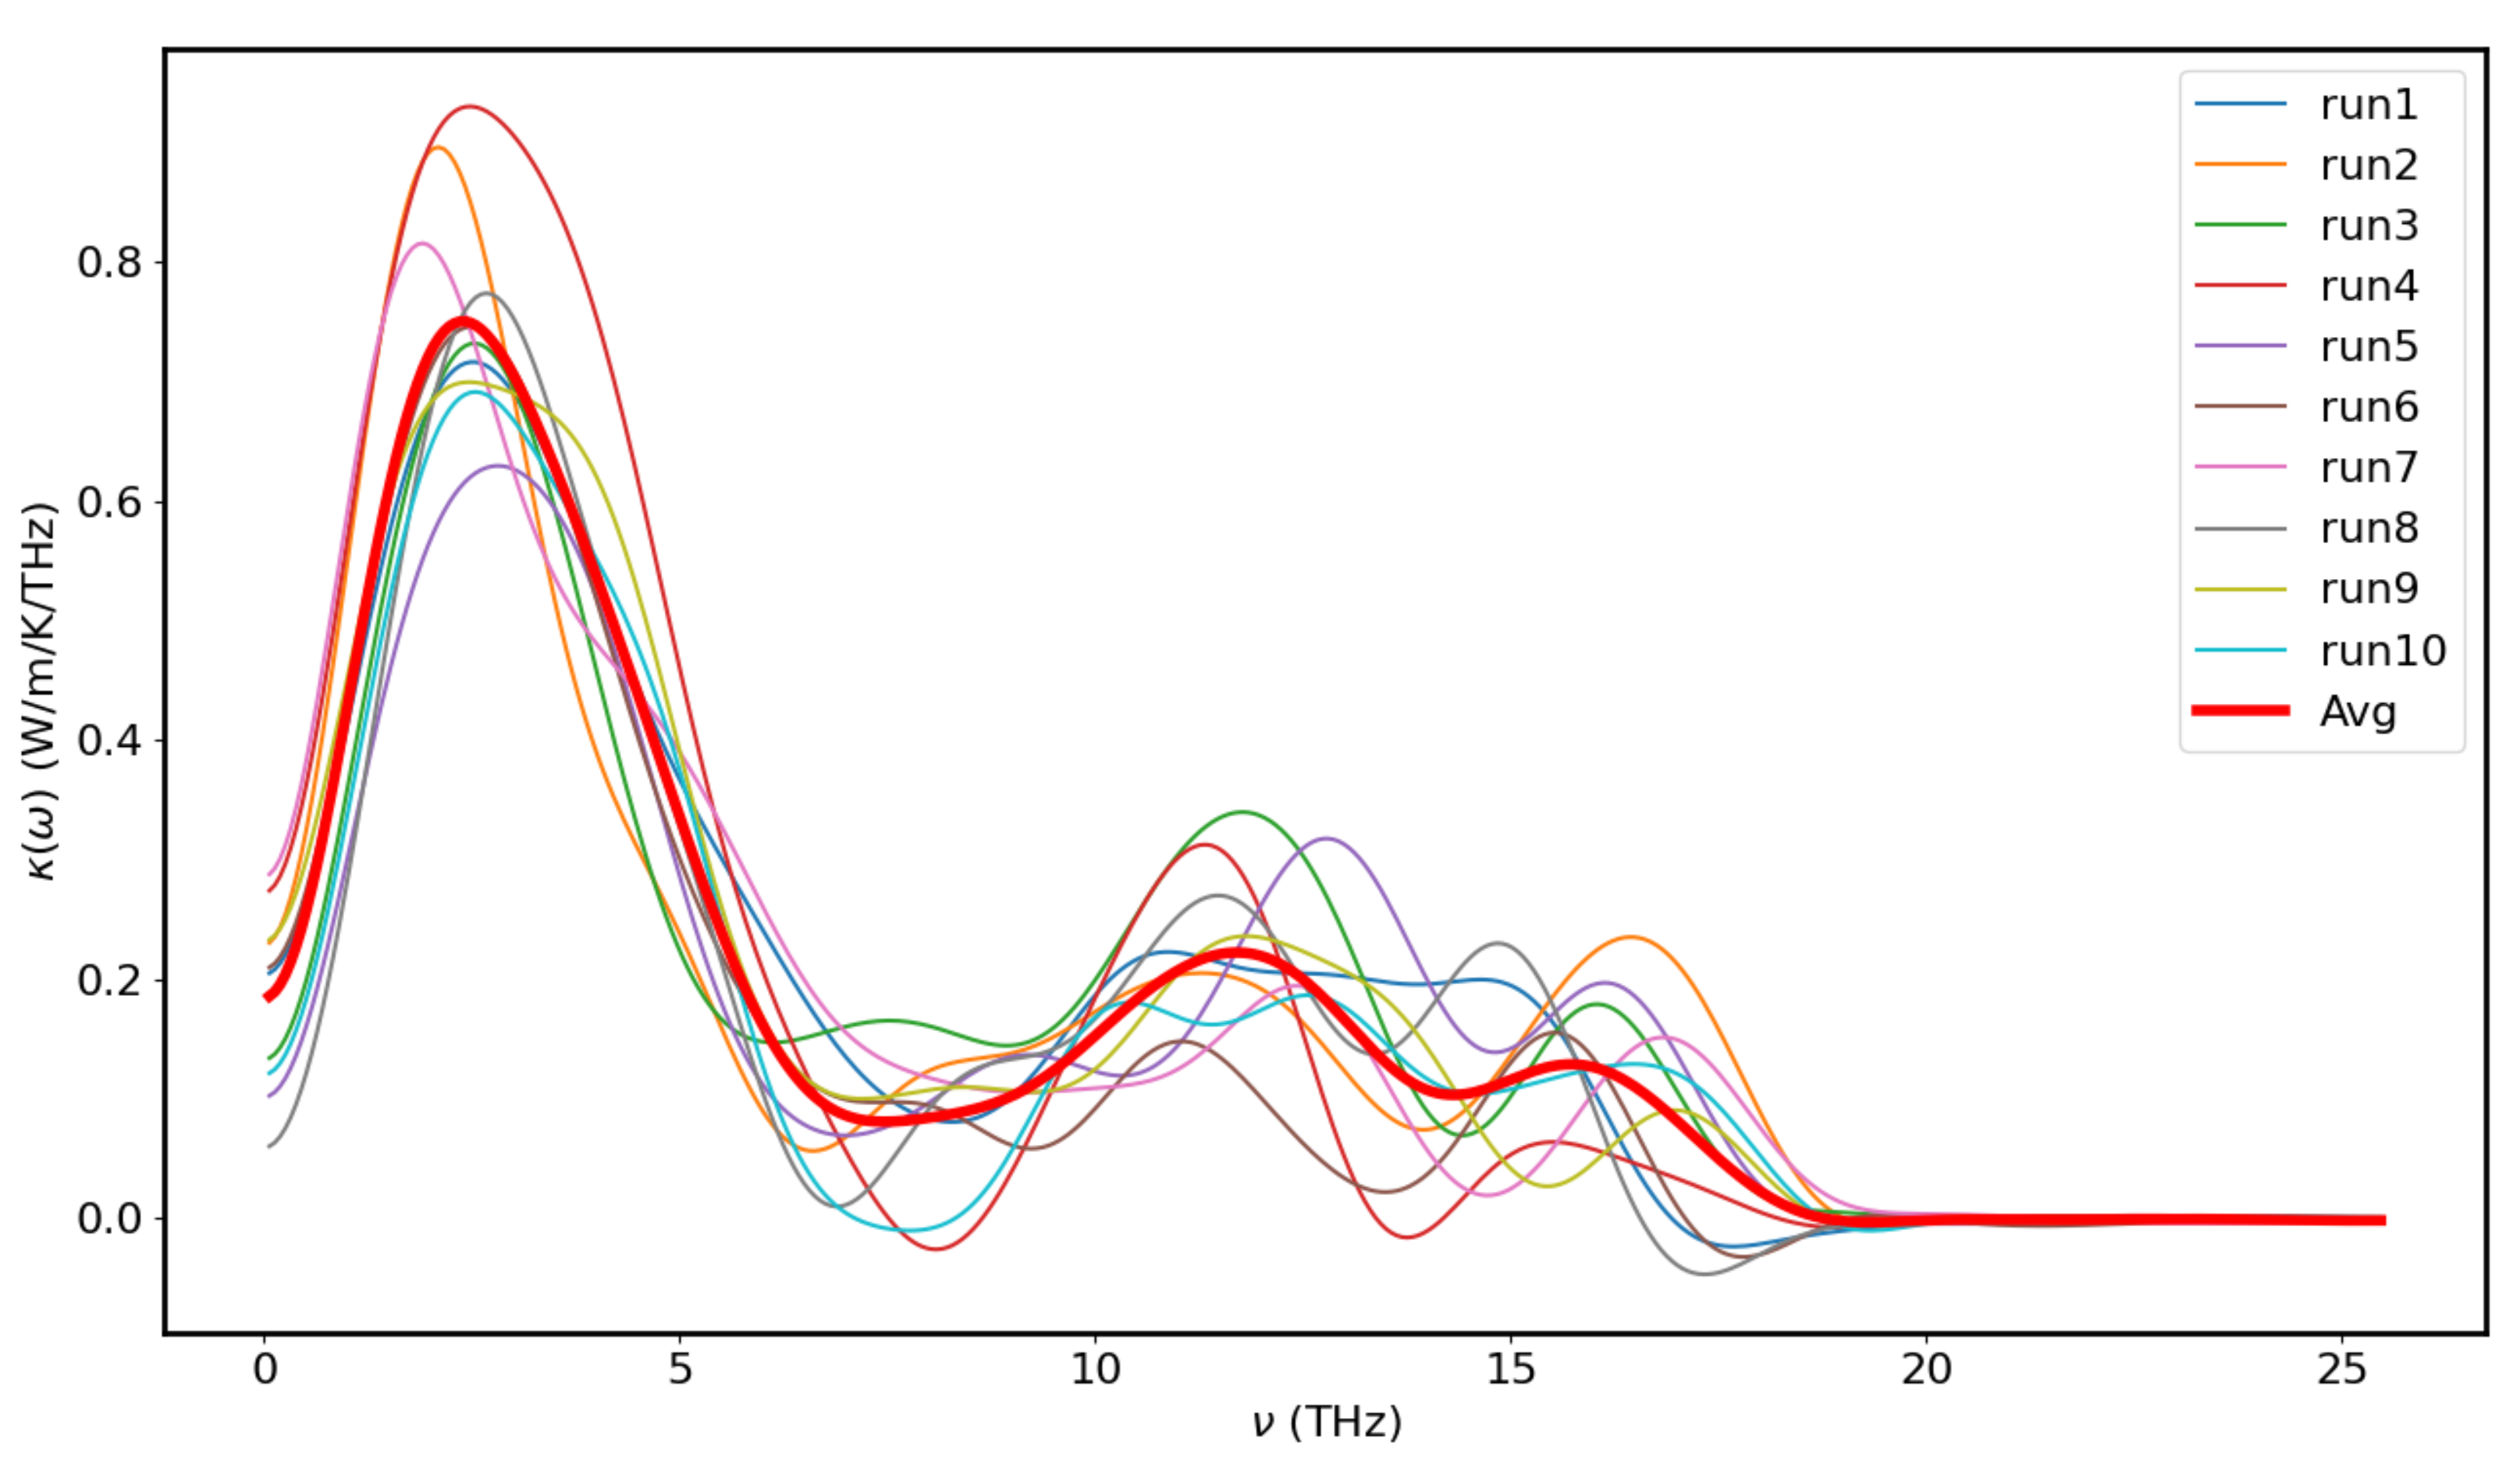 κ(ω) (W/m/K/THz)
0.8
0.6
0.4
0.2
0.0
0 5 10 15 20 25
ν (THz)
run1
run2
run3
run4
run5
run6
run7
run8
run9
run10
Avg